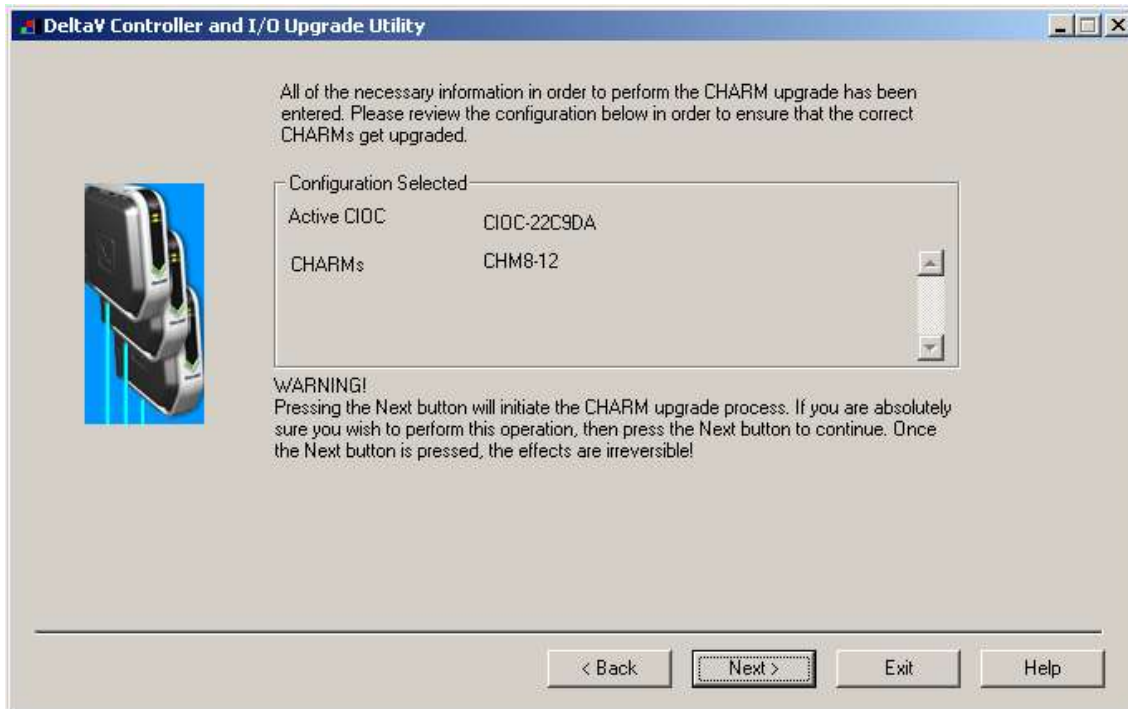 DeltaV Controller and I/O Upgrade Utility
All of the necessary information in order to perform the CHARM upgrade has been
entered. Please review the configuration below in order to ensure that the correct
CHARMs get upgraded.
Configuration Selected
Active CIOC CIOC-22C9DA
CHARMs CHM8-12
WARNING!
Pressing the Next button will initiate the CHARM upgrade process. If you are absolutely
sure you wish to perform this operation, then press the Next button to continue. Once
the Next button is pressed, the effects are irreversible!
< Back Next > Exit Help